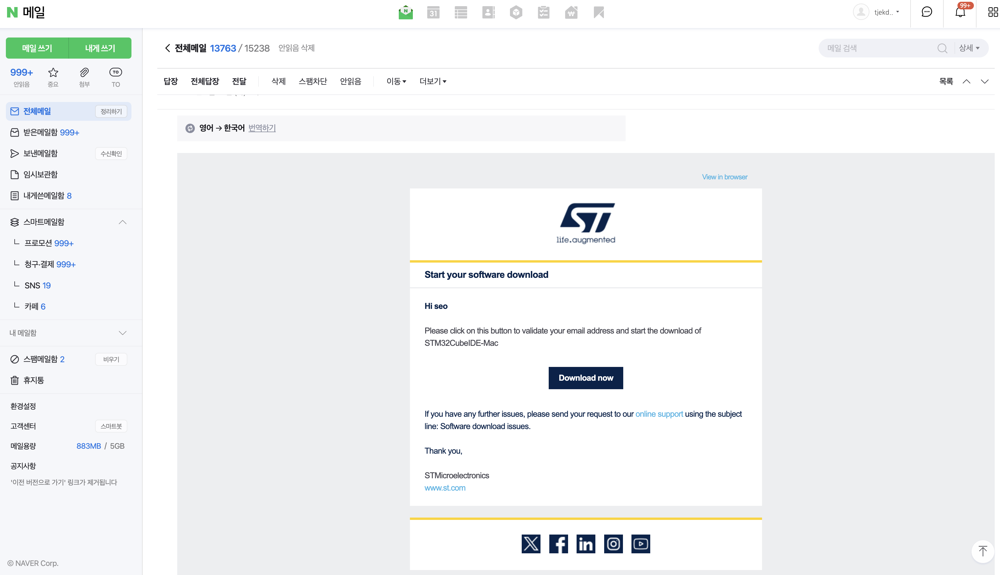 N 메일
N
31
₩
tjekd..
99+
메일 쓰기
내게 쓰기
999+
안읽음
중요
첨부
TO
TO
전체메일
정리하기
받은메일함 999+
보낸메일함
수신확인
임시보관함
내게쓴메일함 8
스마트메일함
프로모션 999+
청구·결제 999+
SNS 19
카페 6
내 메일함
스팸메일함 2
비우기
휴지통
환경설정
고객센터
스마트봇
메일용량
883MB / 5GB
공지사항
'이전 버전으로 가기' 링크가 제거됩니다
© NAVER Corp.
전체메일 13763 / 15238 안읽음 삭제
메일 검색
상세
답장 전체답장 전달 삭제 스팸차단 안읽음 이동 더보기
목록
영어 → 한국어 번역하기
View in browser
ST
life.augmented
Start your software download
Hi seo
Please click on this button to validate your email address and start the download of
STM32CubeIDE-Mac
Download now
If you have any further issues, please send your request to our online support using the subject
line: Software download issues.
Thank you,
STMicroelectronics
www.st.com